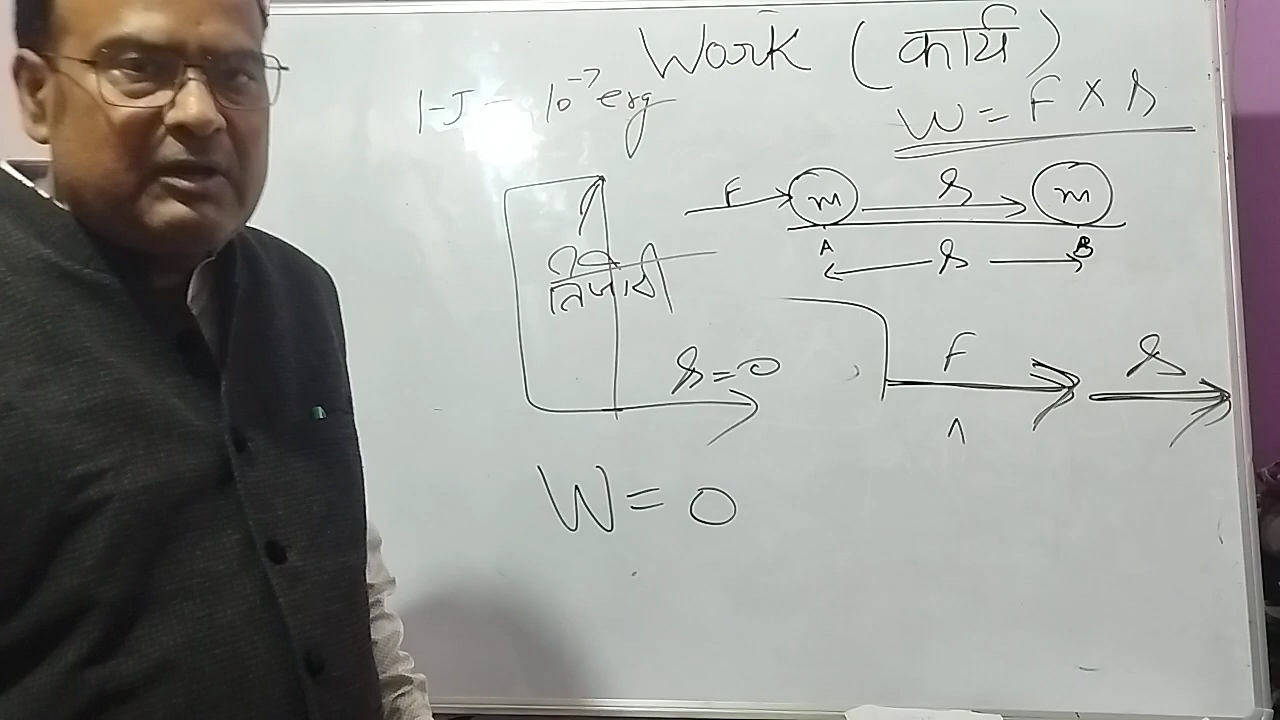 Work (कार्य)
1-J - 10⁻⁷ erg
W = F × s
F m s m
A s B
तिजोरी
s = 0
F s
W = 0